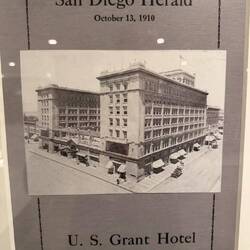 San Diego Herald
October 13, 1910
U. S. Grant Hotel